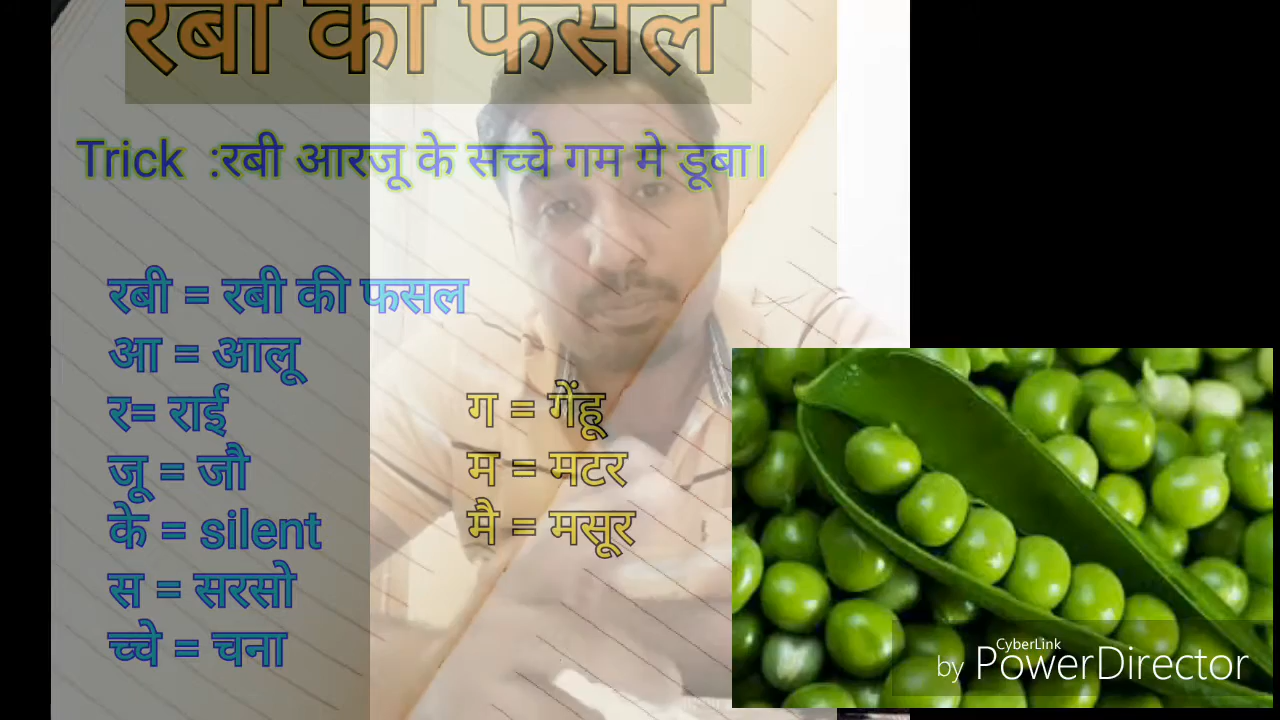 रबी की फसल
Trick :रबी आरजू के सच्चे गम मे डूबा।
रबी = रबी की फसल
आ = आलू
र= राई
जू = जौ
के = silent
स = सरसो
च्चे = चना
ग = गेंहू
म = मटर
मै = मसूर
by CyberLink PowerDirector